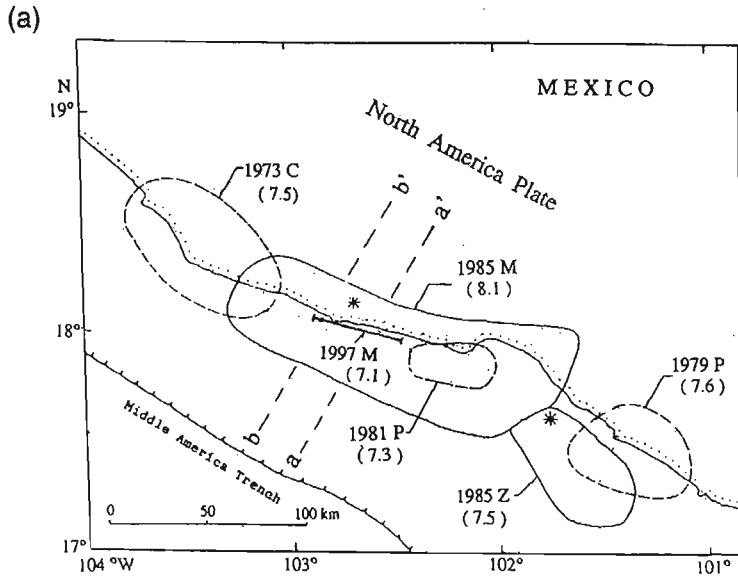 (a)
MEXICO
N
19°
North America Plate
1973 C
(7.5)
b'
a'
1985 M
(8.1)
18°
1997 M
(7.1)
1979 P
(7.6)
1981 P
(7.3)
Middle America Trench
b
a
1985 Z
(7.5)
0 50 100 km
17°
104 °W 103° 102° 101°